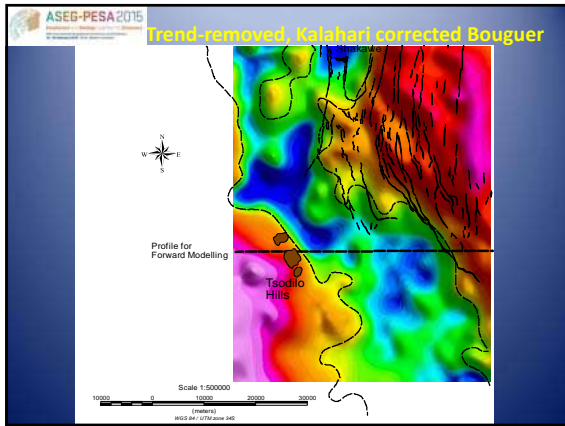 ASEG-PESA 2015
Trend-removed, Kalahari corrected Bouguer
Shakawe
N
W E
S
Profile for
Forward Modelling
Tsodilo
Hills
Scale 1:500000
10000 0 10000 20000 30000
(meters)
WGS 84 / UTM zone 34S